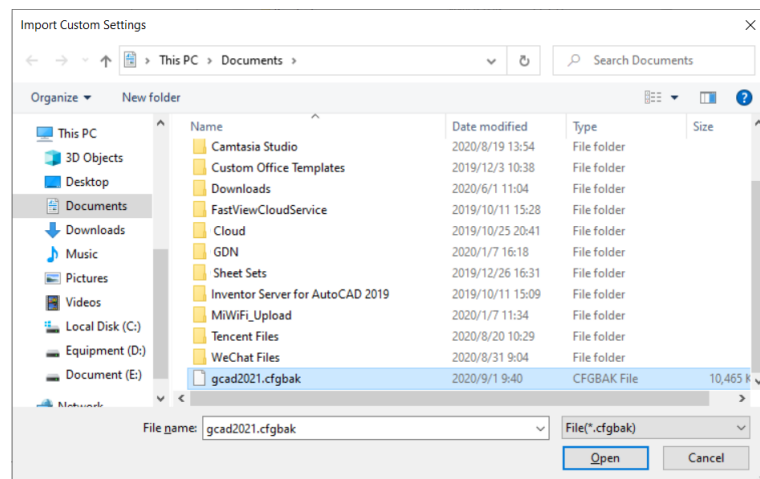 Import Custom Settings
This PC > Documents >
Search Documents
Organize New folder
Name Date modified Type Size
This PC
3D Objects
Desktop
Documents
Downloads
Music
Pictures
Videos
Local Disk (C:)
Equipment (D:)
Document (E:)
Network
Camtasia Studio 2020/8/19 13:54 File folder
Custom Office Templates 2019/12/3 10:38 File folder
Downloads 2020/6/1 11:04 File folder
FastViewCloudService 2019/10/11 15:28 File folder
Cloud 2019/10/25 20:41 File folder
GDN 2020/1/7 16:18 File folder
Sheet Sets 2019/12/26 16:31 File folder
Inventor Server for AutoCAD 2019 2019/10/11 15:09 File folder
MiWiFi_Upload 2020/1/7 11:34 File folder
Tencent Files 2020/8/20 10:29 File folder
WeChat Files 2020/8/31 9:04 File folder
gcad2021.cfgbak 2020/9/1 9:40 CFGBAK File 10,465 K
File name: gcad2021.cfgbak File(*.cfgbak)
Open Cancel